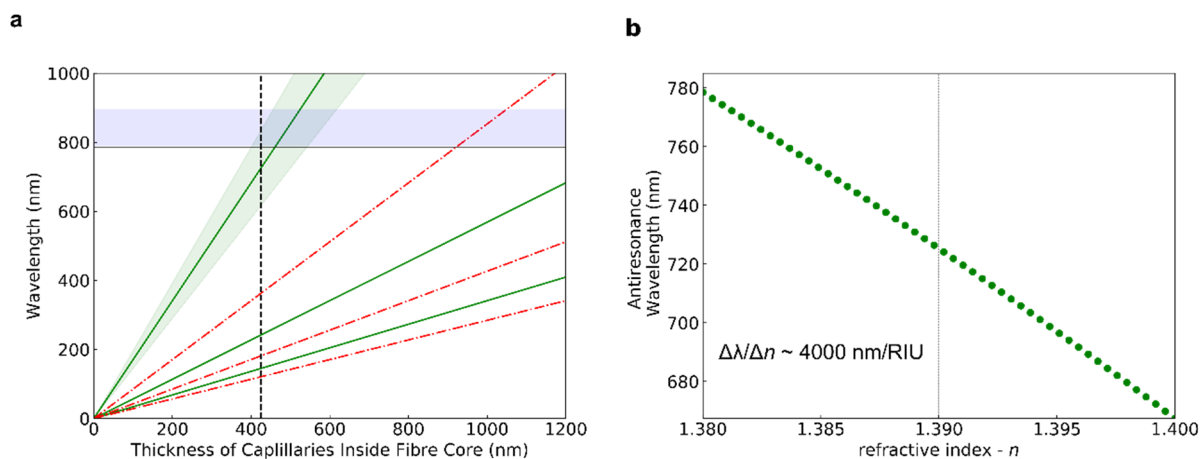 a
1000
800
600
400
200
0
Wavelength (nm)
0 200 400 600 800 1000 1200
Thickness of Caplillaries Inside Fibre Core (nm)
b
780
760
740
720
700
680
Antiresonance
Wavelength (nm)
Δλ/Δn ~ 4000 nm/RIU
1.380 1.385 1.390 1.395 1.400
refractive index - n